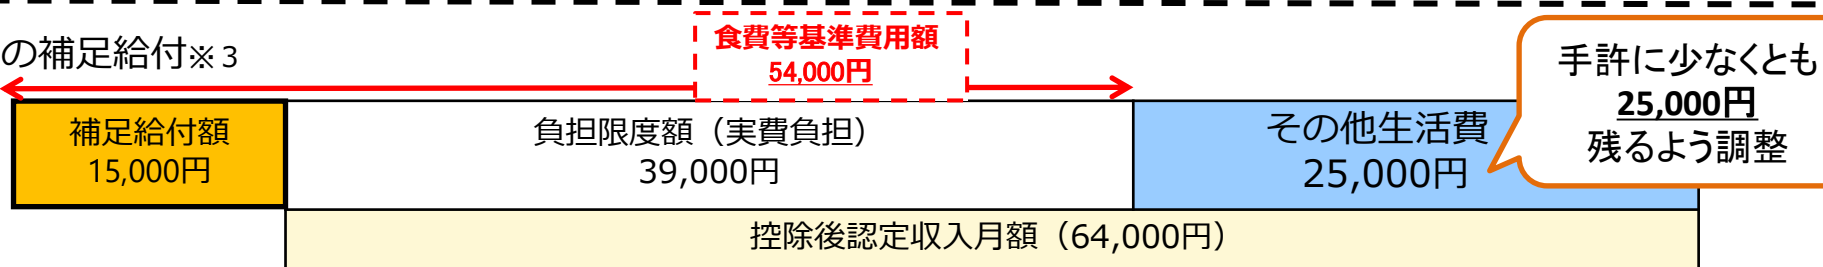 の補足給付※3
食費等基準費用額
54,000円
手許に少なくとも
25,000円
残るよう調整
補足給付額
15,000円
負担限度額（実費負担）
39,000円
その他生活費
25,000円
控除後認定収入月額（64,000円）